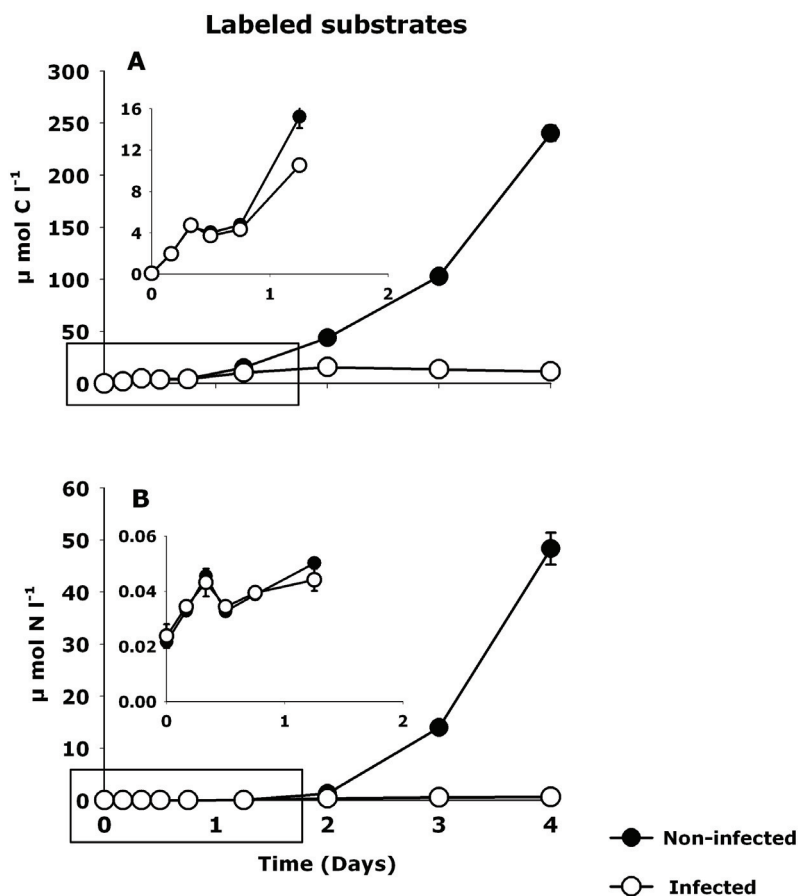 Labeled substrates
A
300
250
200
150
100
50
0
μ mol C l⁻¹
16
12
8
4
0
0 1 2
B
60
50
40
30
20
10
0
μ mol N l⁻¹
0.06
0.04
0.02
0.00
0 1 2
0 1 2 3 4
Time (Days)
Non-infected
Infected